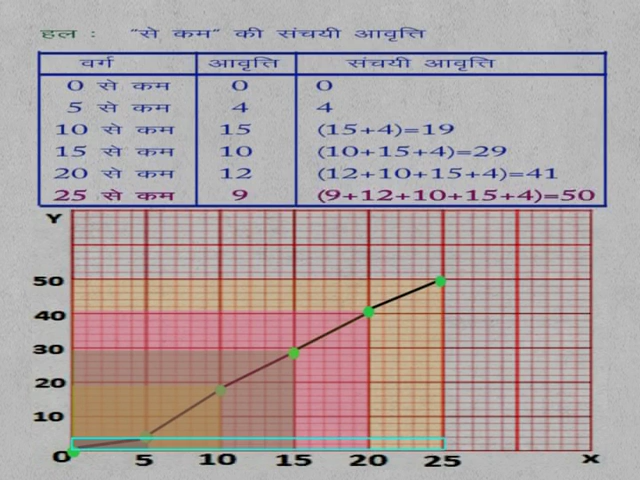 हल : "से कम" की संचयी आवृत्ति
वर्ग आवृत्ति संचयी आवृत्ति
0 से कम 0 0
5 से कम 4 4
10 से कम 15 (15+4)=19
15 से कम 10 (10+15+4)=29
20 से कम 12 (12+10+15+4)=41
25 से कम 9 (9+12+10+15+4)=50
Y
50
40
30
20
10
0 5 10 15 20 25 X